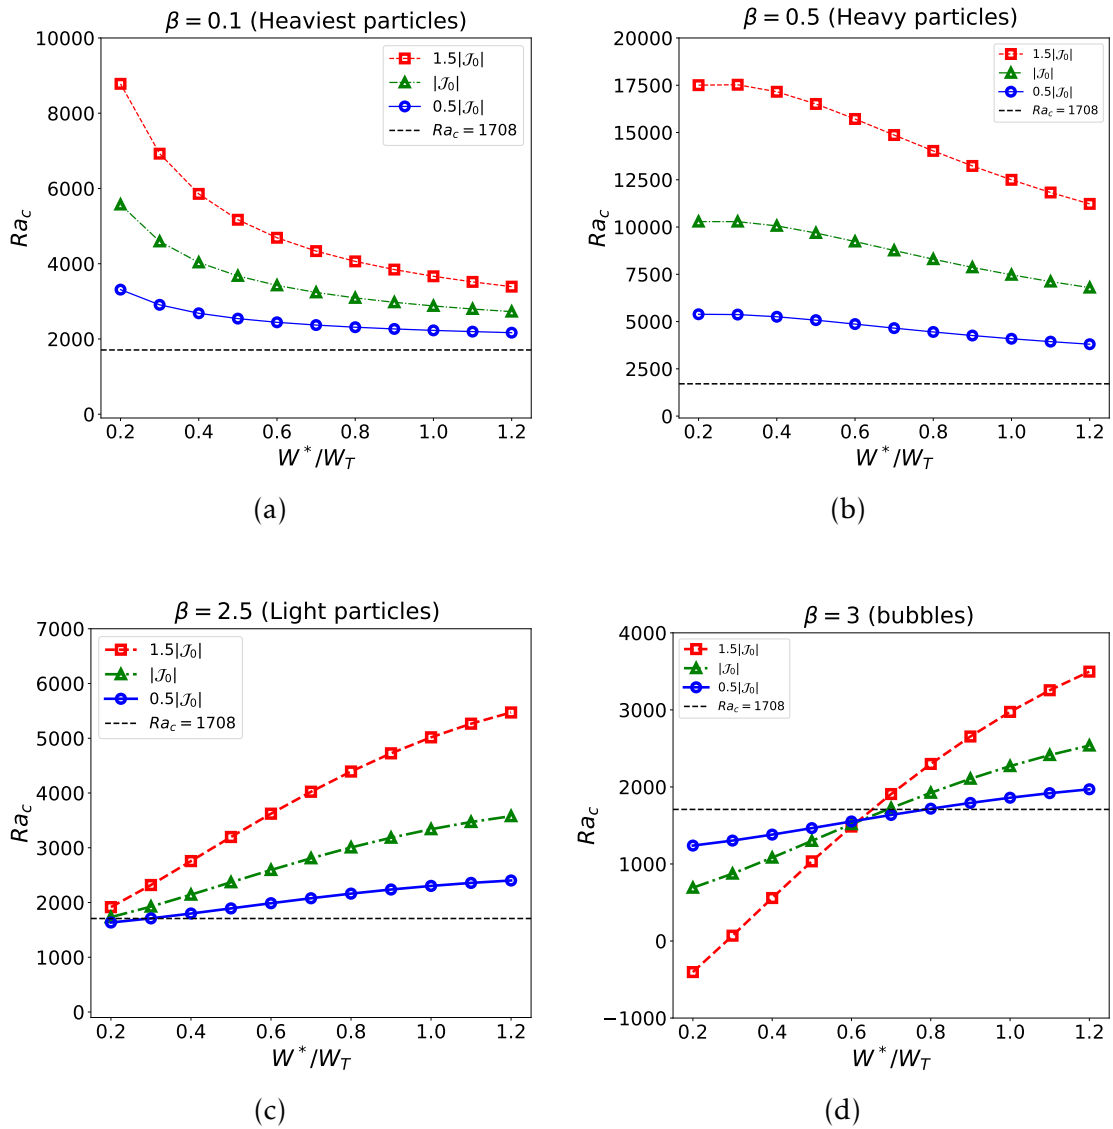 β = 0.1 (Heaviest particles)
10000
8000
6000
4000
2000
0
Ra_c
0.2 0.4 0.6 0.8 1.0 1.2
W*/W_T
1.5|𝒥₀|
|𝒥₀|
0.5|𝒥₀|
Ra_c = 1708
(a)
β = 0.5 (Heavy particles)
20000
17500
15000
12500
10000
7500
5000
2500
0
Ra_c
0.2 0.4 0.6 0.8 1.0 1.2
W*/W_T
1.5|𝒥₀|
|𝒥₀|
0.5|𝒥₀|
Ra_c = 1708
(b)
β = 2.5 (Light particles)
7000
6000
5000
4000
3000
2000
1000
0
Ra_c
0.2 0.4 0.6 0.8 1.0 1.2
W*/W_T
1.5|𝒥₀|
|𝒥₀|
0.5|𝒥₀|
Ra_c = 1708
(c)
β = 3 (bubbles)
4000
3000
2000
1000
0
−1000
Ra_c
0.2 0.4 0.6 0.8 1.0 1.2
W*/W_T
1.5|𝒥₀|
|𝒥₀|
0.5|𝒥₀|
Ra_c = 1708
(d)